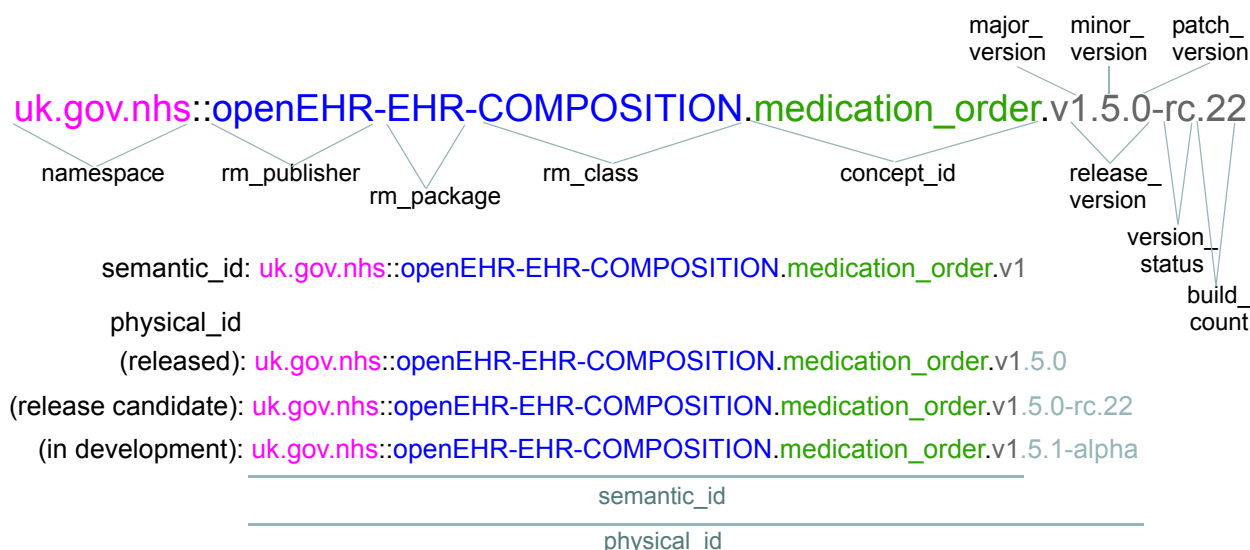 major_ minor_ patch_
version version version
uk.gov.nhs::openEHR-EHR-COMPOSITION.medication_order.v1.5.0-rc.22
namespace rm_publisher rm_package rm_class concept_id release_
version
version_
status
build_
count
semantic_id: uk.gov.nhs::openEHR-EHR-COMPOSITION.medication_order.v1
physical_id
(released): uk.gov.nhs::openEHR-EHR-COMPOSITION.medication_order.v1.5.0
(release candidate): uk.gov.nhs::openEHR-EHR-COMPOSITION.medication_order.v1.5.0-rc.22
(in development): uk.gov.nhs::openEHR-EHR-COMPOSITION.medication_order.v1.5.1-alpha
semantic_id
physical_id